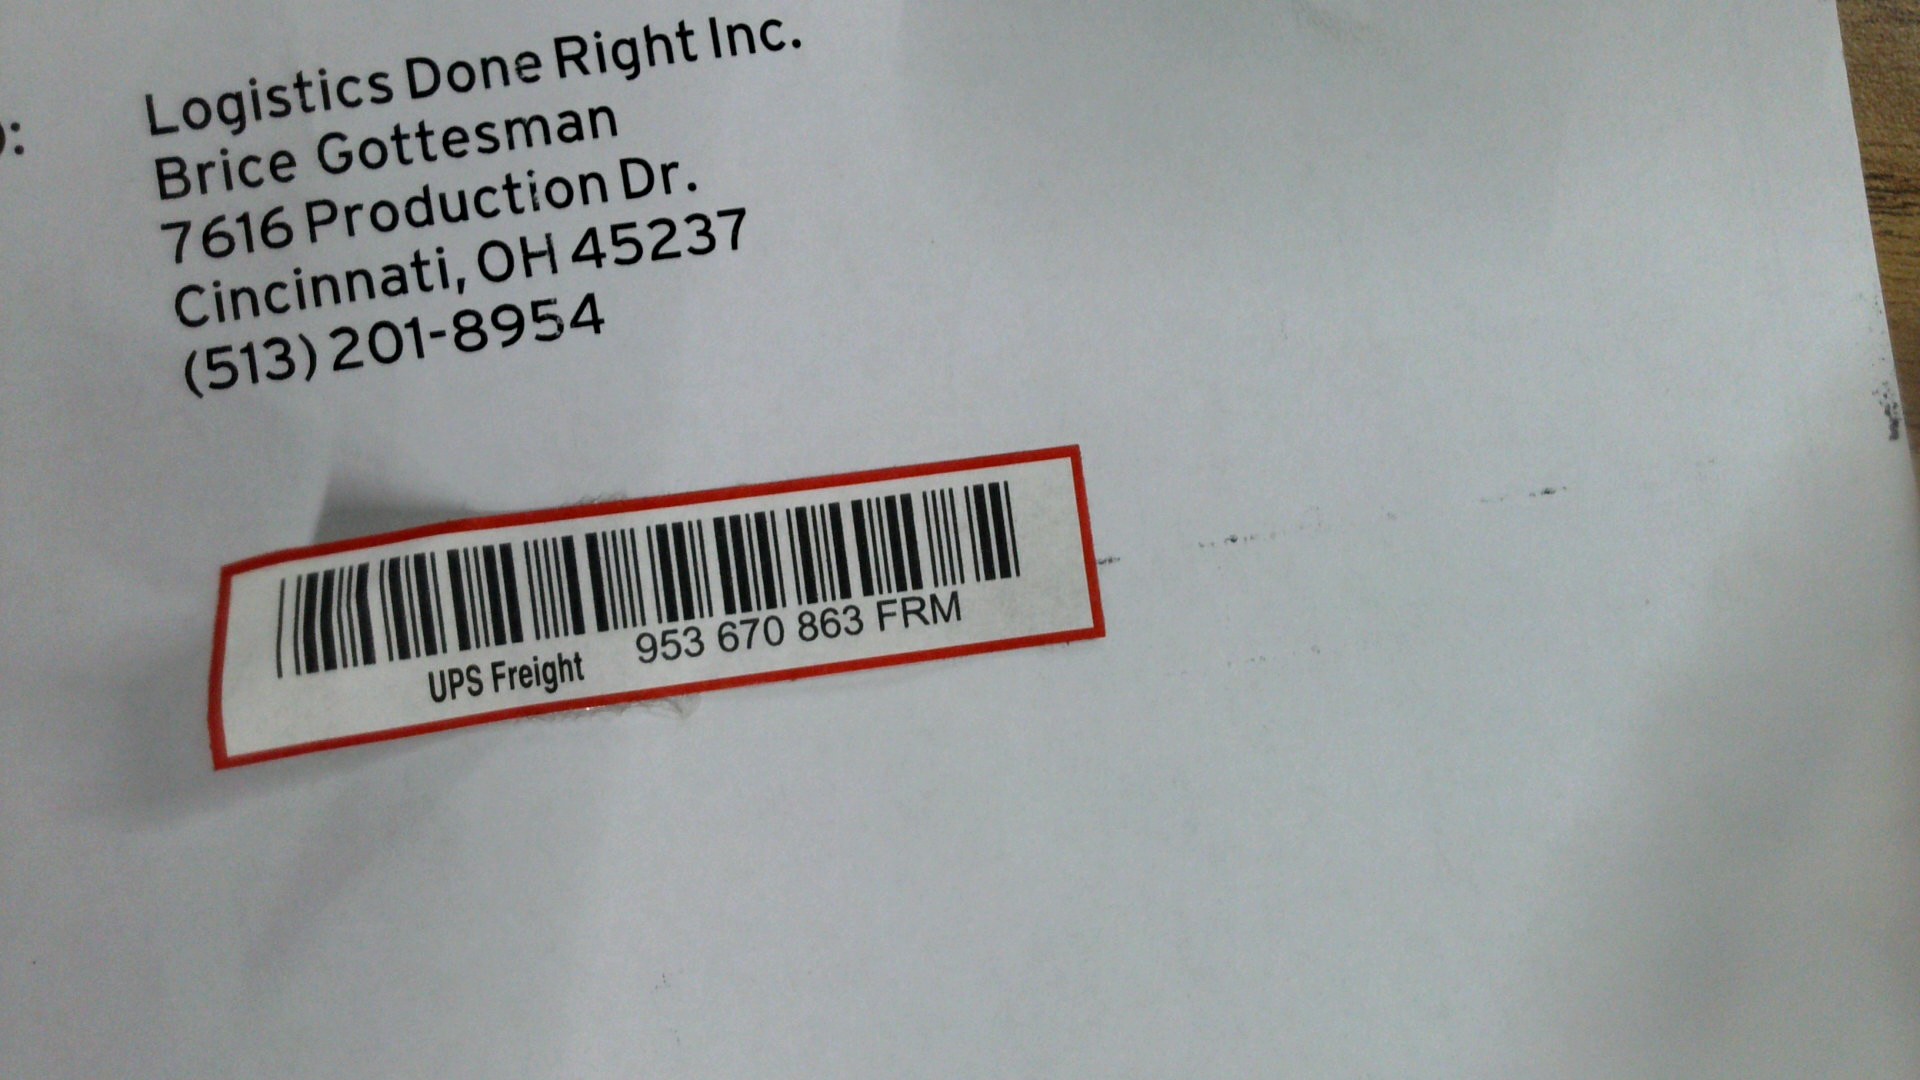 :
Logistics Done Right Inc.
Brice Gottesman
7616 Production Dr.
Cincinnati, OH 45237
(513) 201-8954
UPS Freight 953 670 863 FRM